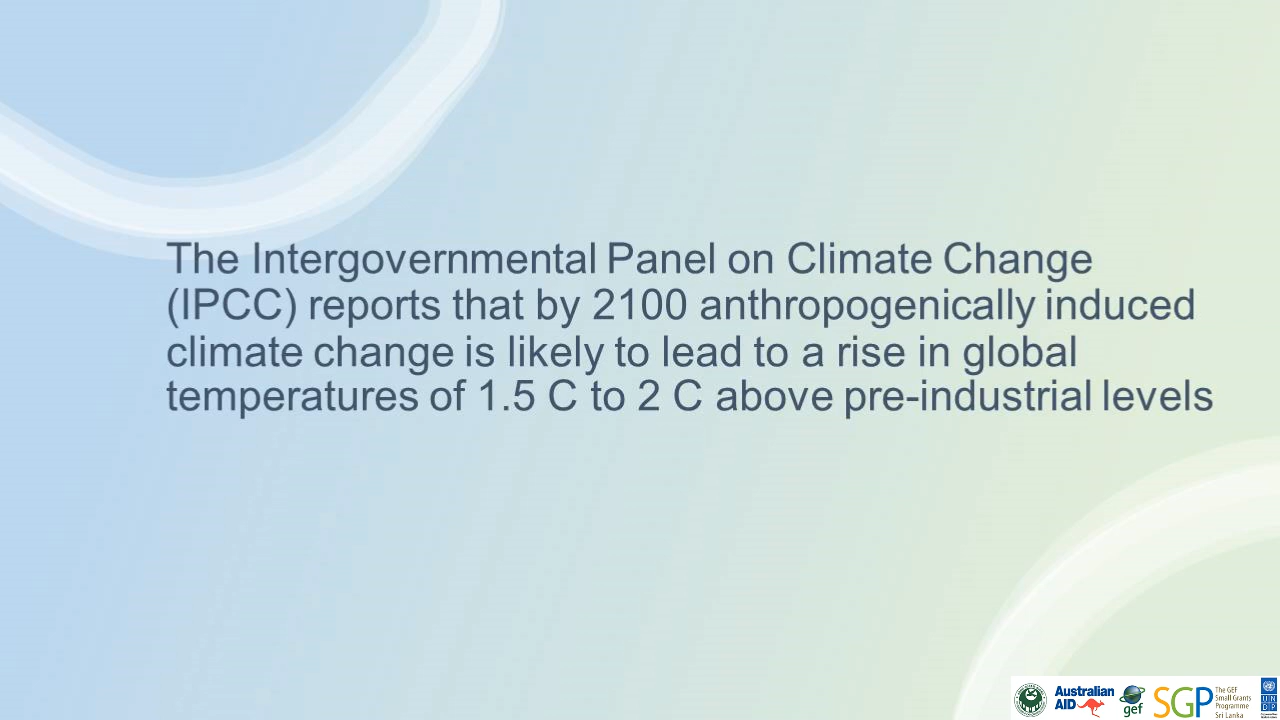 The Intergovernmental Panel on Climate Change
(IPCC) reports that by 2100 anthropogenically induced
climate change is likely to lead to a rise in global
temperatures of 1.5 C to 2 C above pre-industrial levels
Australian
AID
gef
SGP
The GEF
Small Grants
Programme
Sri Lanka
U N
D P